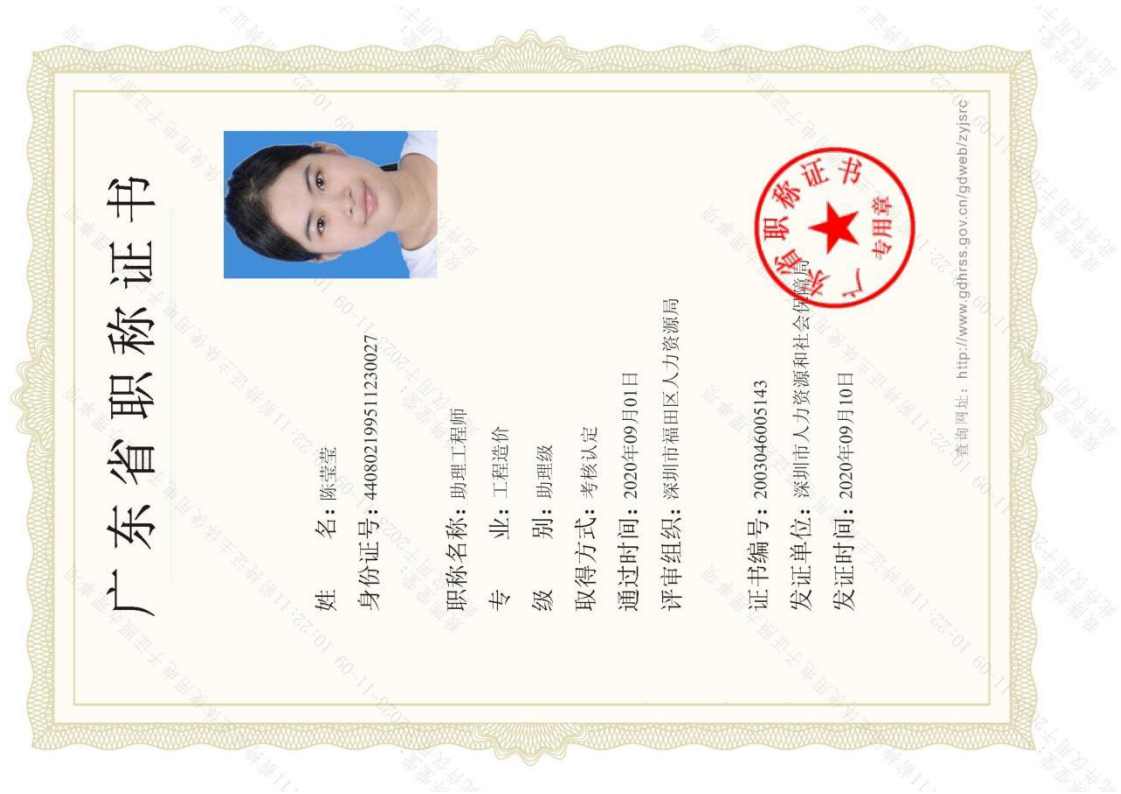 广东省职称证书
姓 名：陈莹莹
身份证号：440802199511230027
职称名称：助理工程师
专 业：工程造价
级 别：助理级
取得方式：考核认定
通过时间：2020年09月01日
评审组织：深圳市福田区人力资源局
证书编号：2003046005143
发证单位：深圳市人力资源和社会保障局
发证时间：2020年09月10日
广东省职称证书
专用章
查询网址：http://www.gdhrss.gov.cn/gdweb/zyjsrc